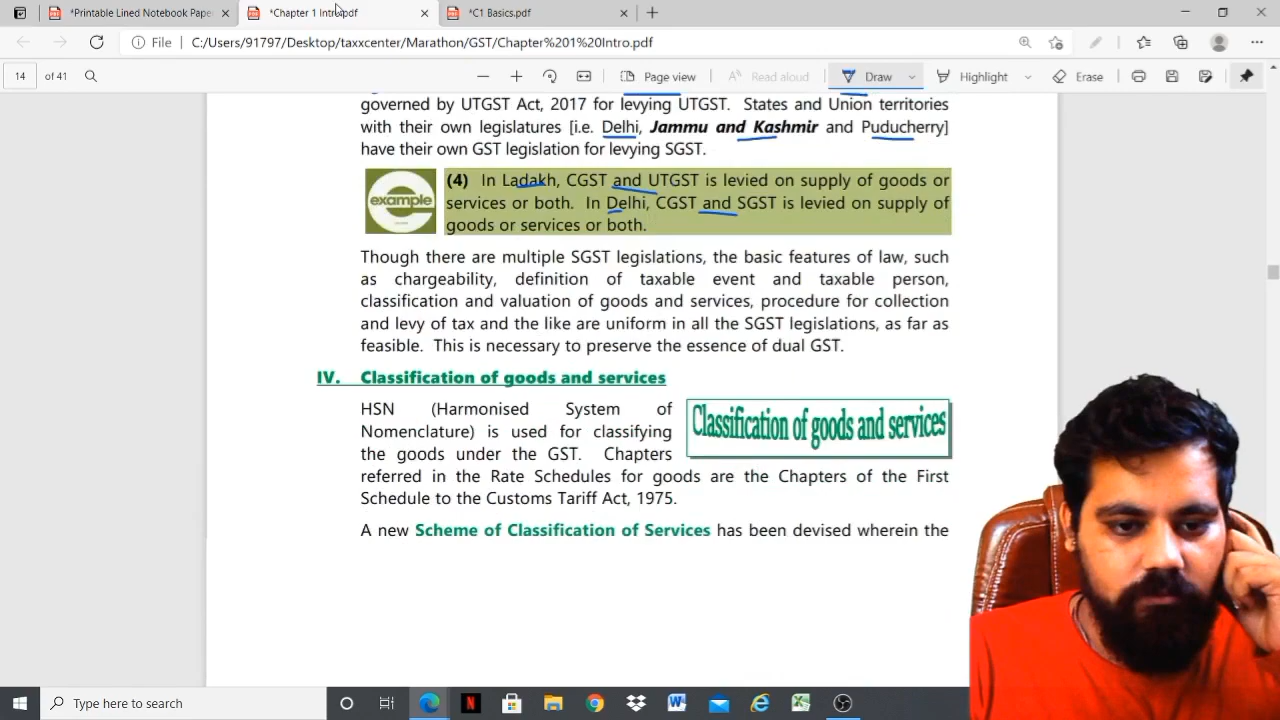 *Printable Lined Notebook Pape
*Chapter 1 Intro.pdf
*C1 Basics.pdf
File
C:/Users/91797/Desktop/taxxcenter/Marathon/GST/Chapter%201%20Intro.pdf
14 of 41
Page view
Read aloud
Draw
Highlight
Erase
governed by UTGST Act, 2017 for levying UTGST. States and Union territories
with their own legislatures [i.e. Delhi, Jammu and Kashmir and Puducherry]
have their own GST legislation for levying SGST.
example
(4) In Ladakh, CGST and UTGST is levied on supply of goods or
services or both. In Delhi, CGST and SGST is levied on supply of
goods or services or both.
Though there are multiple SGST legislations, the basic features of law, such
as chargeability, definition of taxable event and taxable person,
classification and valuation of goods and services, procedure for collection
and levy of tax and the like are uniform in all the SGST legislations, as far as
feasible. This is necessary to preserve the essence of dual GST.
IV. Classification of goods and services
HSN (Harmonised System of
Nomenclature) is used for classifying
the goods under the GST. Chapters
Classification of goods and services
referred in the Rate Schedules for goods are the Chapters of the First
Schedule to the Customs Tariff Act, 1975.
A new Scheme of Classification of Services has been devised wherein the
Type here to search